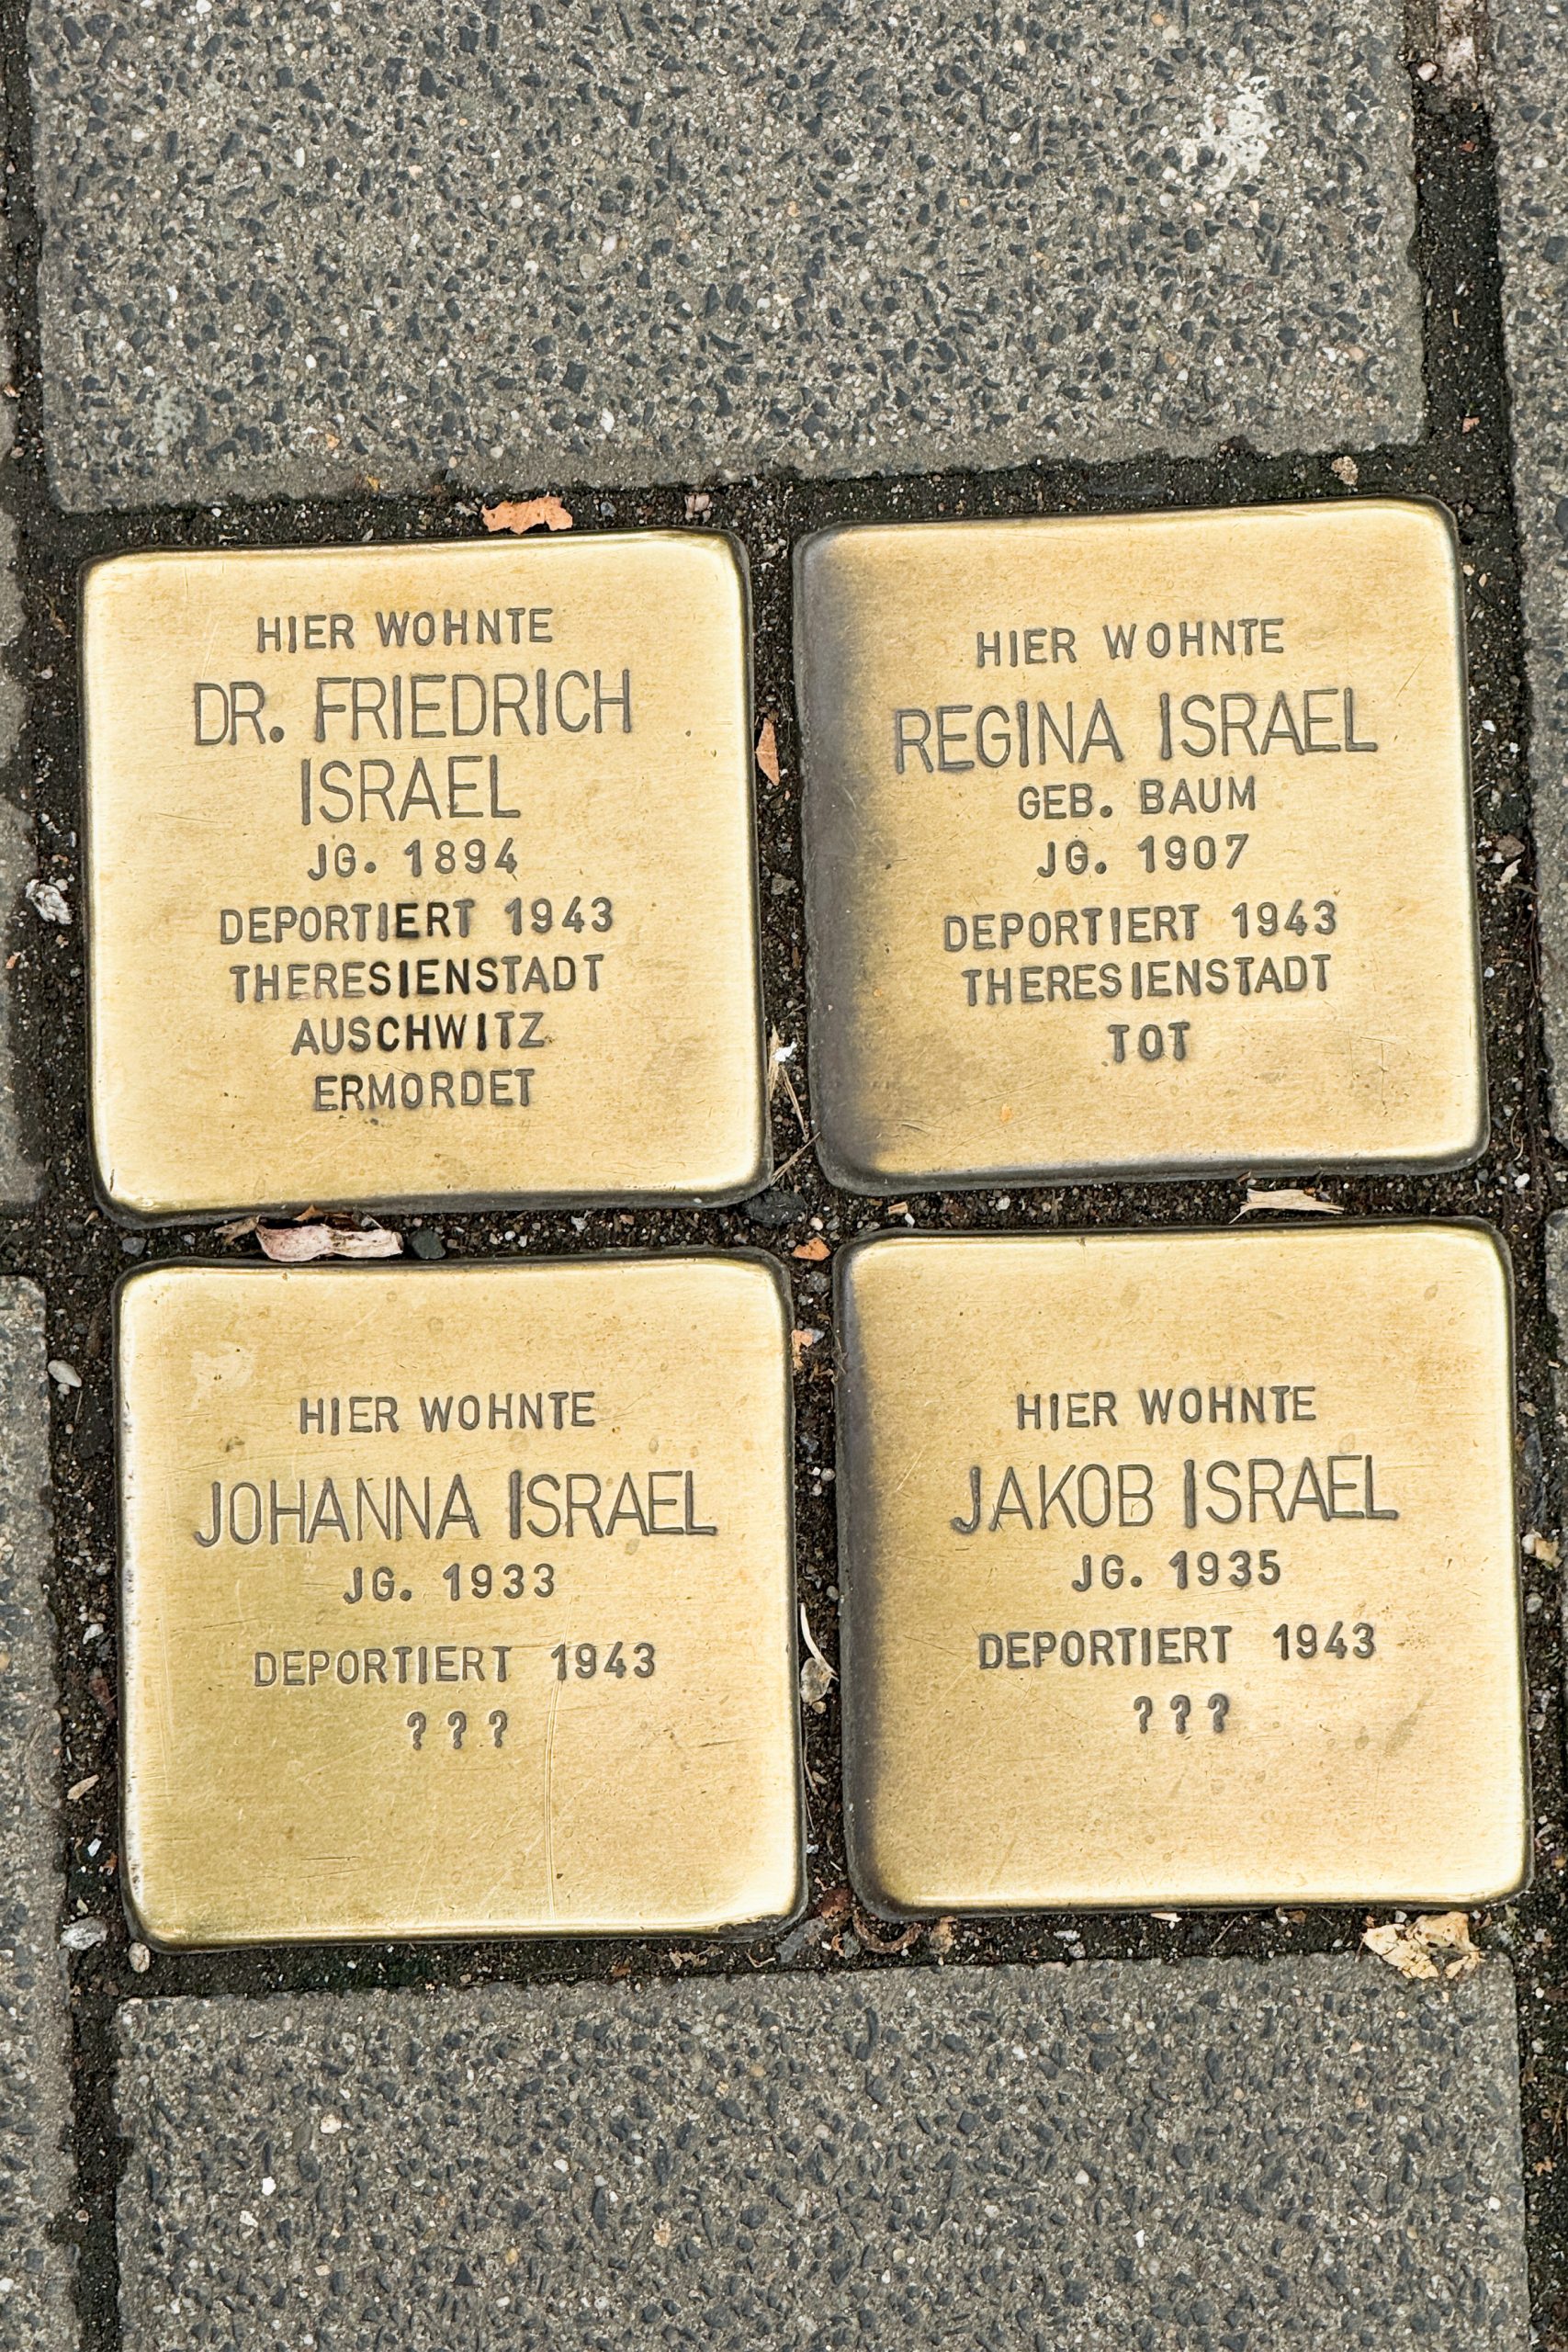 HIER WOHNTE
DR. FRIEDRICH
ISRAEL
JG. 1894
DEPORTIERT 1943
THERESIENSTADT
AUSCHWITZ
ERMORDET
HIER WOHNTE
REGINA ISRAEL
GEB. BAUM
JG. 1907
DEPORTIERT 1943
THERESIENSTADT
TOT
HIER WOHNTE
JOHANNA ISRAEL
JG. 1933
DEPORTIERT 1943
? ? ?
HIER WOHNTE
JAKOB ISRAEL
JG. 1935
DEPORTIERT 1943
? ? ?